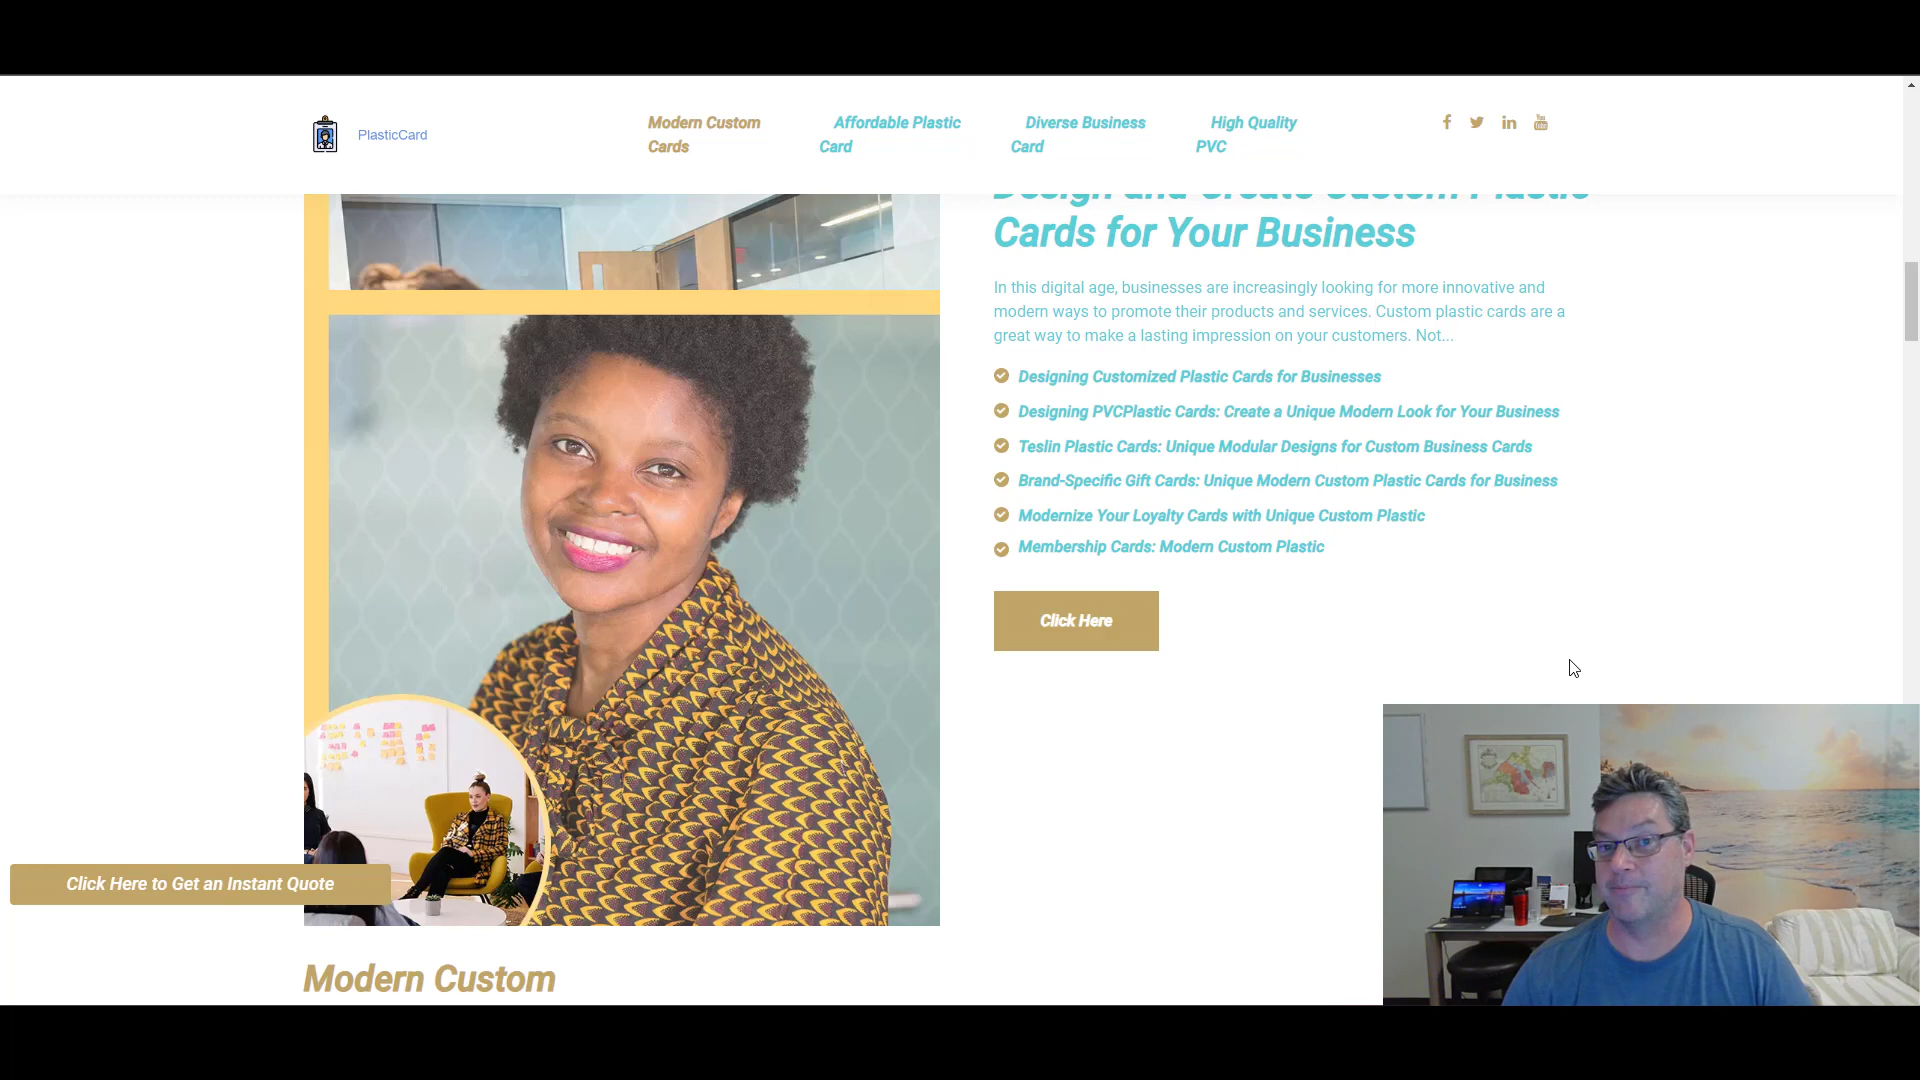 PlasticCard
Modern Custom
Cards
Affordable Plastic
Card
Diverse Business
Card
High Quality
PVC
Design and Create Custom Plastic
Cards for Your Business
In this digital age, businesses are increasingly looking for more innovative and
modern ways to promote their products and services. Custom plastic cards are a
great way to make a lasting impression on your customers. Not...
Designing Customized Plastic Cards for Businesses
Designing PVCPlastic Cards: Create a Unique Modern Look for Your Business
Teslin Plastic Cards: Unique Modular Designs for Custom Business Cards
Brand-Specific Gift Cards: Unique Modern Custom Plastic Cards for Business
Modernize Your Loyalty Cards with Unique Custom Plastic
Membership Cards: Modern Custom Plastic
Click Here
Click Here to Get an Instant Quote
Modern Custom